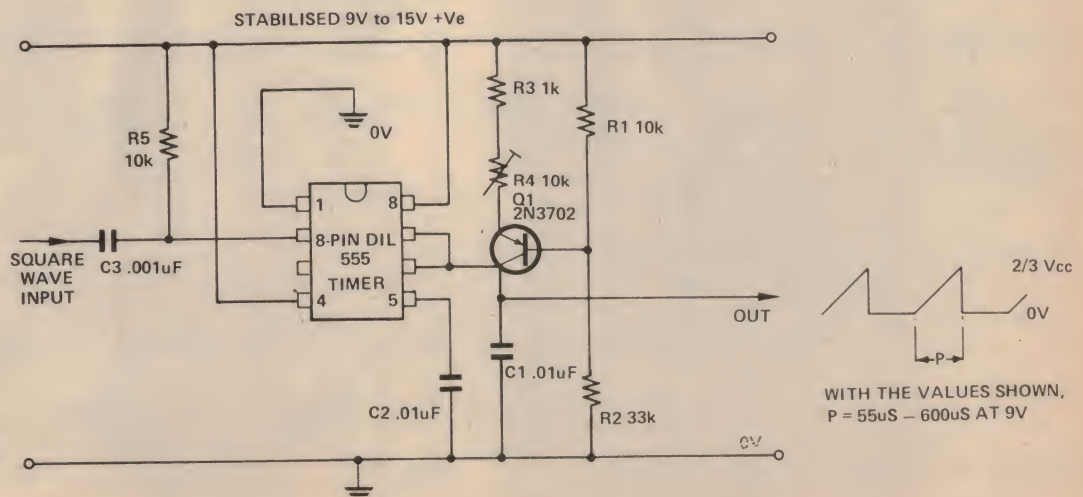 STABILISED 9V to 15V +Ve
R3 1k
R1 10k
0V
R5
10k
R4 10k
Q1
2N3702
1
8
8-PIN DIL
555
TIMER
4
5
SQUARE
WAVE
INPUT
C3 .001uF
OUT
2/3 Vcc
0V
P
C1 .01uF
C2 .01uF
R2 33k
WITH THE VALUES SHOWN,
P = 55uS – 600uS AT 9V
0V